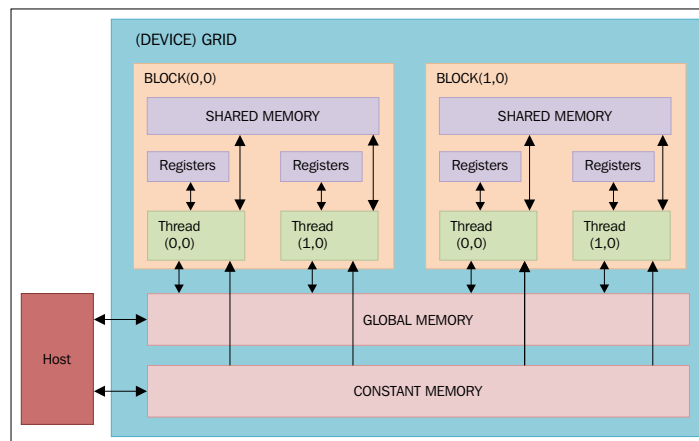 (DEVICE) GRID
BLOCK(0,0)
SHARED MEMORY
Registers
Registers
Thread
(0,0)
Thread
(1,0)
BLOCK(1,0)
SHARED MEMORY
Registers
Registers
Thread
(0,0)
Thread
(1,0)
Host
GLOBAL MEMORY
CONSTANT MEMORY